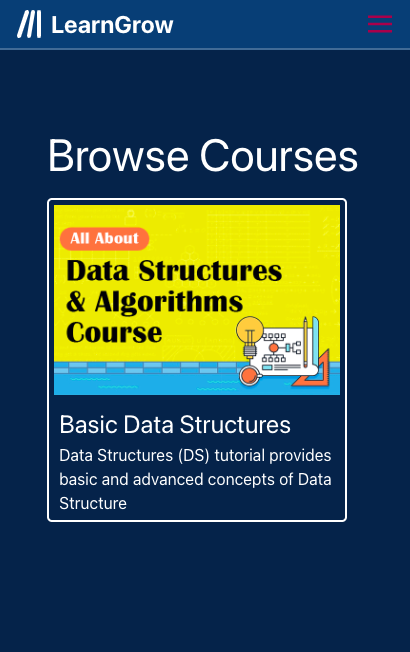 LearnGrow
Browse Courses
All About
Data Structures
& Algorithms
Course
Basic Data Structures
Data Structures (DS) tutorial provides
basic and advanced concepts of Data
Structure